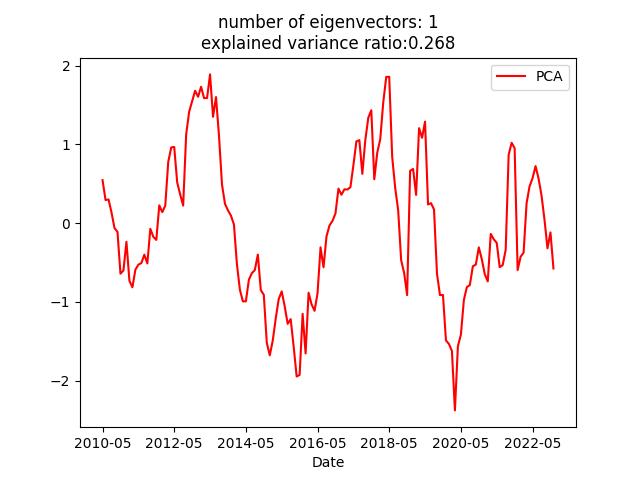 number of eigenvectors: 1
explained variance ratio:0.268
PCA
2
1
0
−1
−2
2010-05 2012-05 2014-05 2016-05 2018-05 2020-05 2022-05
Date